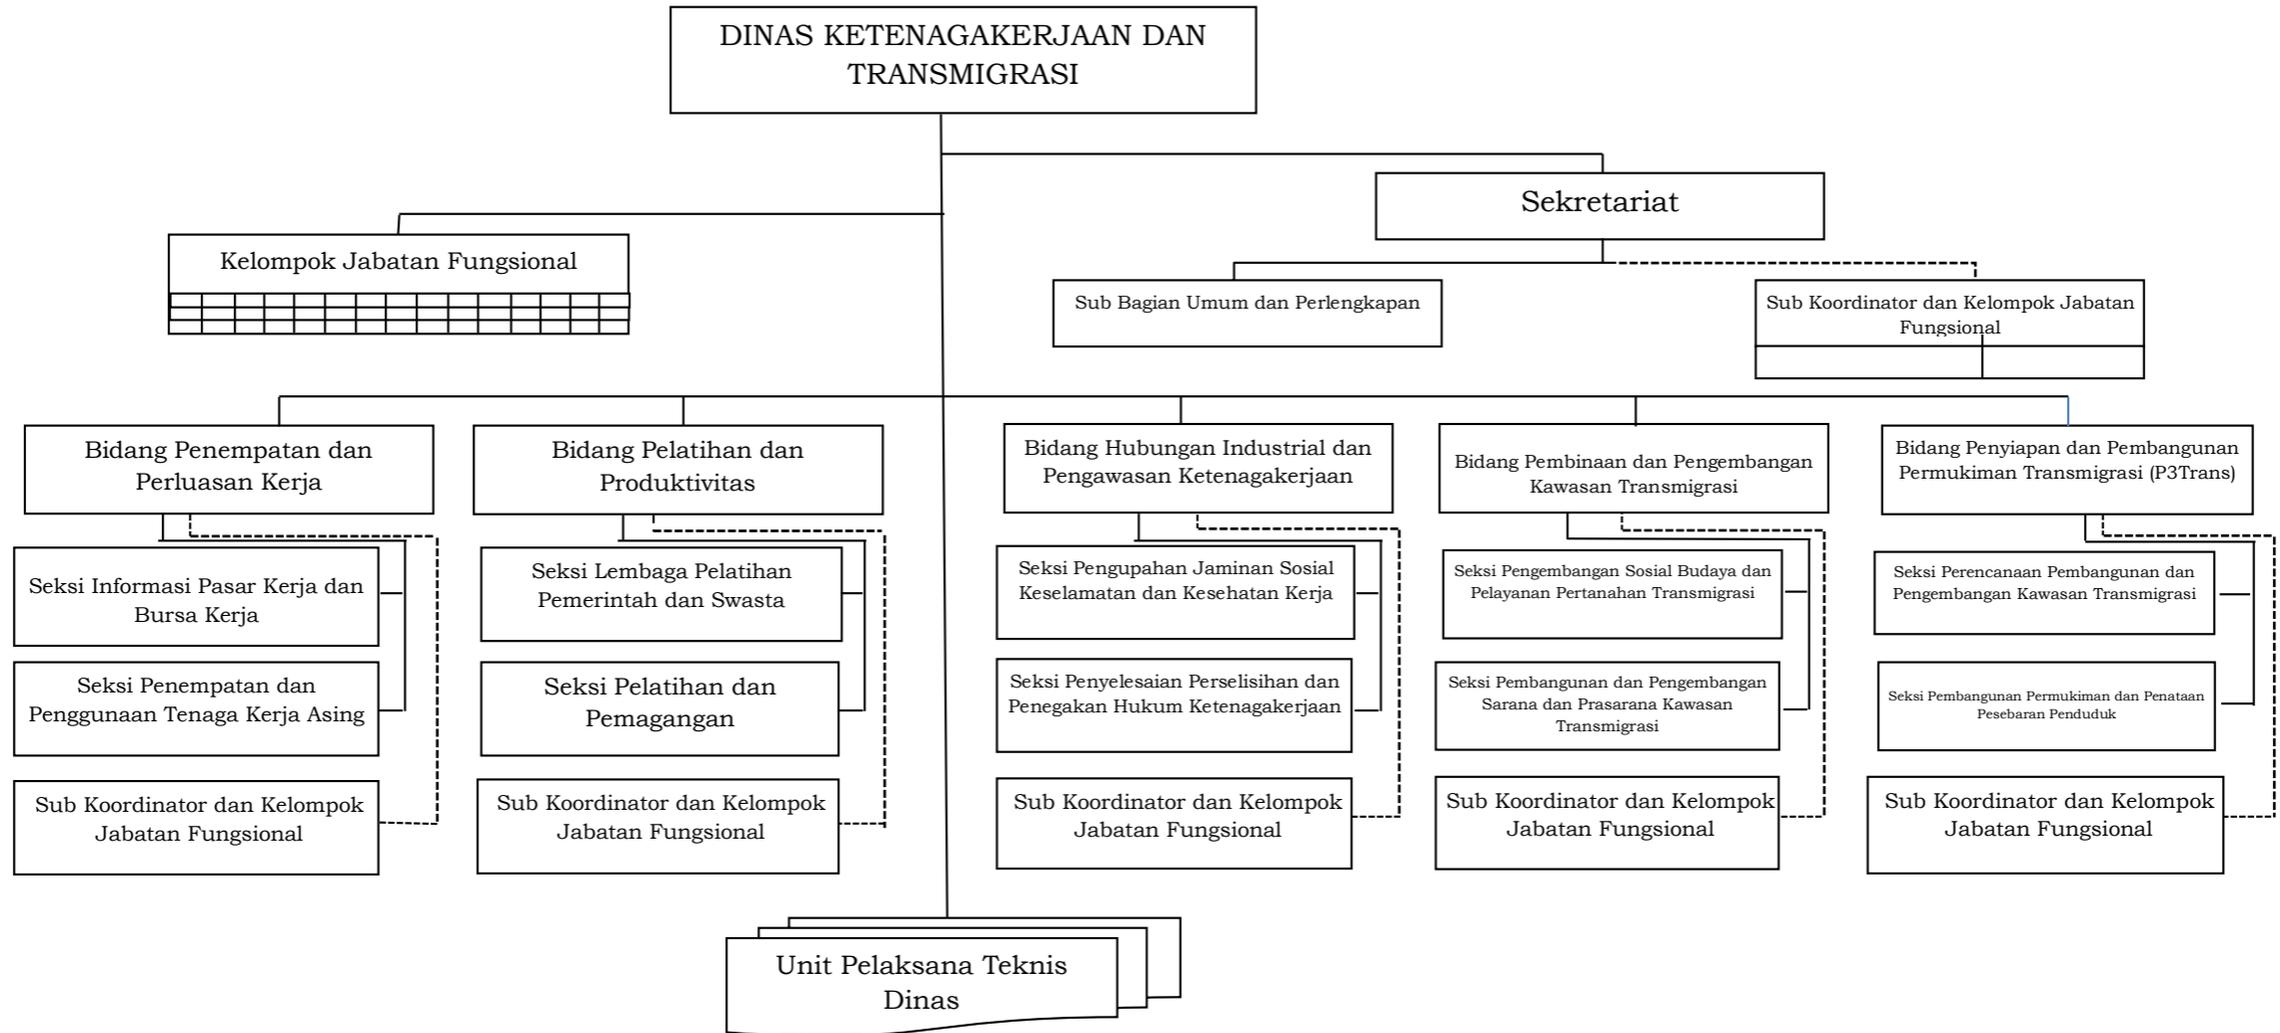 DINAS KETENAGAKERJAAN DAN
TRANSMIGRASI
Sekretariat
Kelompok Jabatan Fungsional
Sub Bagian Umum dan Perlengkapan
Sub Koordinator dan Kelompok Jabatan
Fungsional
Bidang Penempatan dan
Perluasan Kerja
Bidang Pelatihan dan
Produktivitas
Bidang Hubungan Industrial dan
Pengawasan Ketenagakerjaan
Bidang Pembinaan dan Pengembangan
Kawasan Transmigrasi
Bidang Penyiapan dan Pembangunan
Permukiman Transmigrasi (P3Trans)
Seksi Informasi Pasar Kerja dan
Bursa Kerja
Seksi Lembaga Pelatihan
Pemerintah dan Swasta
Seksi Pengupahan Jaminan Sosial
Keselamatan dan Kesehatan Kerja
Seksi Pengembangan Sosial Budaya dan
Pelayanan Pertanahan Transmigrasi
Seksi Perencanaan Pembangunan dan
Pengembangan Kawasan Transmigrasi
Seksi Penempatan dan
Penggunaan Tenaga Kerja Asing
Seksi Pelatihan dan
Pemagangan
Seksi Penyelesaian Perselisihan dan
Penegakan Hukum Ketenagakerjaan
Seksi Pembangunan dan Pengembangan
Sarana dan Prasarana Kawasan
Transmigrasi
Seksi Pembangunan Permukiman dan Penataan
Pesebaran Penduduk
Sub Koordinator dan Kelompok
Jabatan Fungsional
Sub Koordinator dan Kelompok
Jabatan Fungsional
Sub Koordinator dan Kelompok
Jabatan Fungsional
Sub Koordinator dan Kelompok
Jabatan Fungsional
Sub Koordinator dan Kelompok
Jabatan Fungsional
Unit Pelaksana Teknis
Dinas